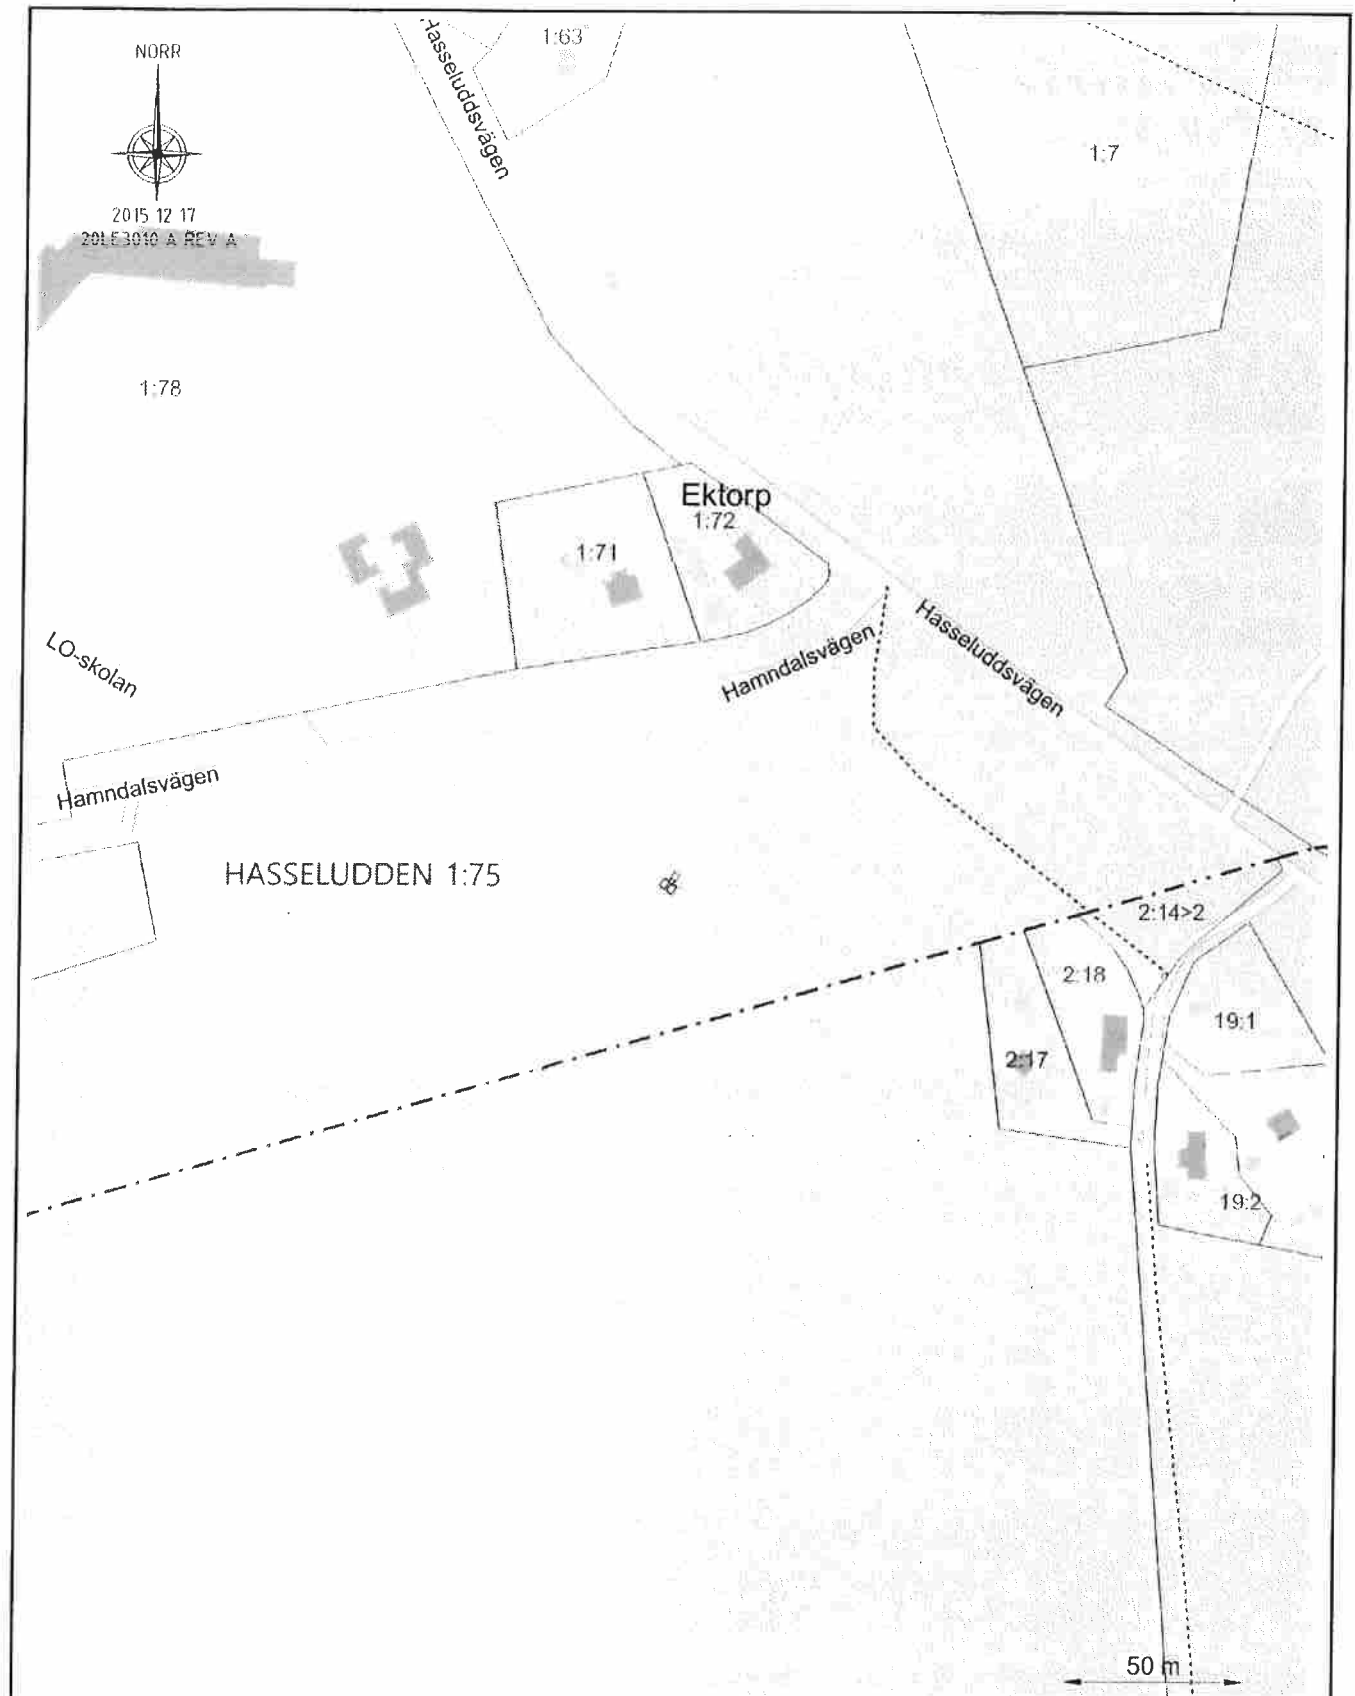 NORR
2015 12 17
20LE3010 A REV A
Hasseluddsvägen
1:63
1:7
1:78
Ektorp
1:72
1:71
LO-skolan
Hamndalsvägen
Hasseluddsvägen
Hamndalsvägen
HASSELUDDEN 1:75
2:14>2
2:18
19:1
2:17
19:2
50 m